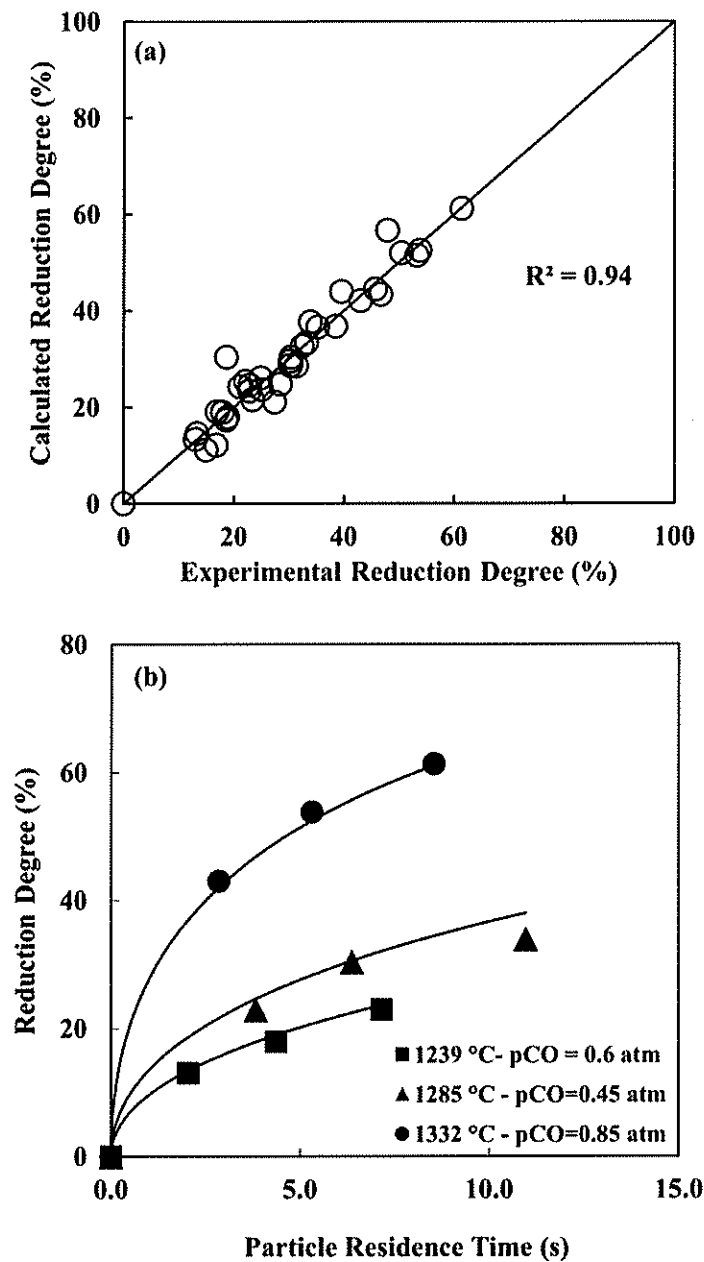 100
(a)
80
60
R² = 0.94
40
20
0
0 20 40 60 80 100
Calculated Reduction Degree (%)
Experimental Reduction Degree (%)
80
(b)
60
40
20
0
Reduction Degree (%)
1239 °C- pCO = 0.6 atm
1285 °C - pCO=0.45 atm
1332 °C - pCO=0.85 atm
0.0 5.0 10.0 15.0
Particle Residence Time (s)